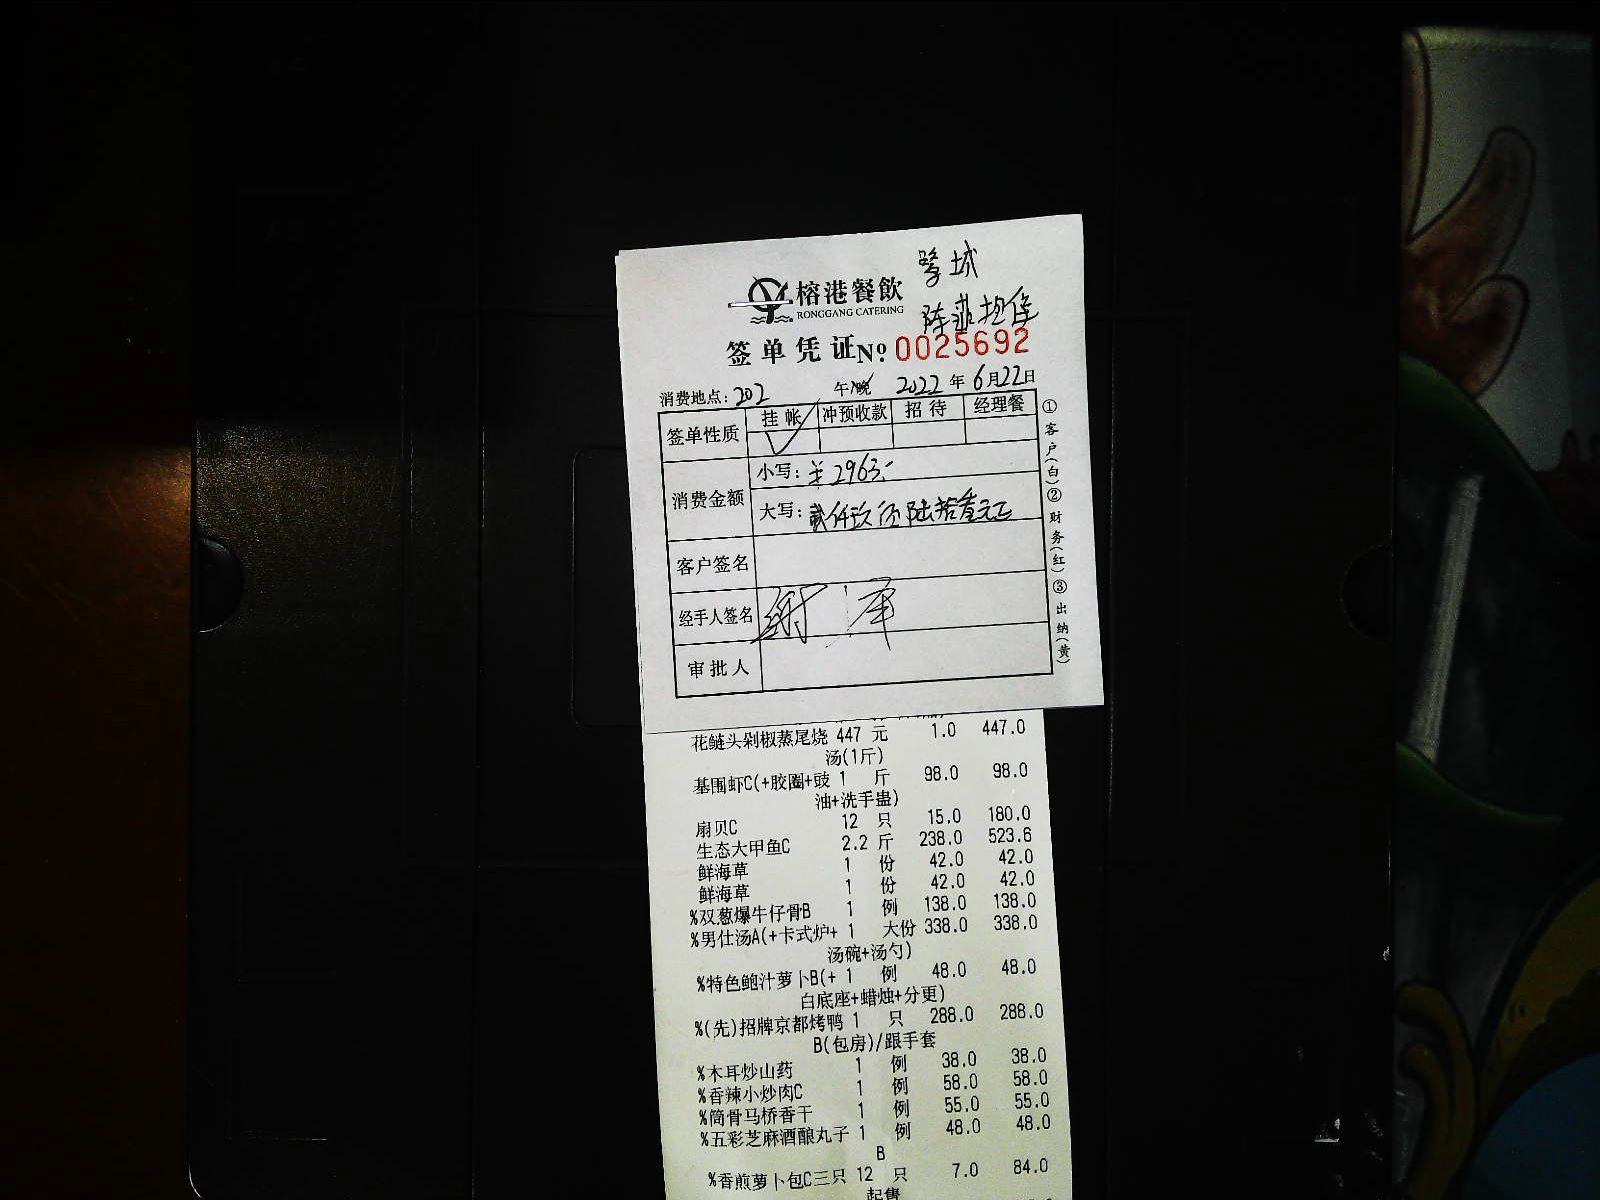 榕港餐飲
RONGGANG CATERING
陈菲担保
签单凭证№ 0025692
消费地点: 202 午/晚 2022 年 6 月 22 日
签单性质 挂帐 冲预收款 招待 经理餐
消费金额 小写: ¥2963.-
大写: 贰仟玖佰陆拾叁元正
客户签名
经手人签名
审批人
①客户(白)②财务(红)③出纳(黄)
花鲢头剁椒蒸尾烧 447 元 1.0 447.0
汤(1斤)
基围虾C(+胶圈+豉 1 斤 98.0 98.0
油+洗手盅)
扇贝C 12 只 15.0 180.0
生态大甲鱼C 2.2 斤 238.0 523.6
鲜海草 1 份 42.0 42.0
鲜海草 1 份 42.0 42.0
%双葱爆牛仔骨B 1 例 138.0 138.0
%男仕汤A(+卡式炉+ 1 大份 338.0 338.0
汤碗+汤勺)
%特色鲍汁萝卜B(+ 1 例 48.0 48.0
白底座+蜡烛+分更)
%(先)招牌京都烤鸭 1 只 288.0 288.0
B(包房)/跟手套
%木耳炒山药 1 例 38.0 38.0
%香辣小炒肉C 1 例 58.0 58.0
%筒骨马桥香干 1 例 55.0 55.0
%五彩芝麻酒酿丸子 1 例 48.0 48.0
B
%香煎萝卜包C三只 12 只 7.0 84.0
起售